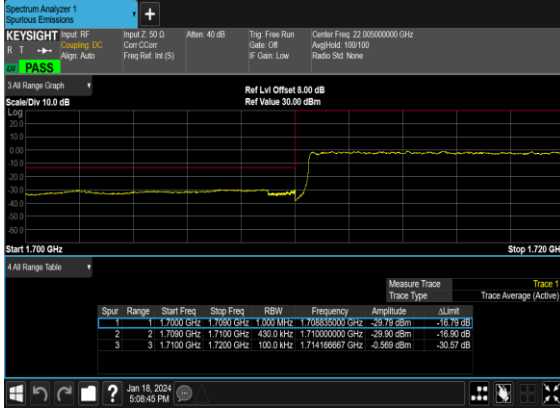 Spectrum Analyzer 1
Spurious Emissions
+
KEYSIGHT Input: RF Input Z: 50 Ω Atten: 40 dB Trig: Free Run Center Freq: 22.005000000 GHz
R T Coupling: DC Corr CCorr Gate: Off Avg|Hold: 100/100
Align: Auto Freq Ref: Int (S) IF Gain: Low Radio Std: None
LXI PASS
3 All Range Graph
Ref Lvl Offset 8.00 dB
Scale/Div 10.0 dB Ref Value 30.00 dBm
Log
20.0
10.0
0.00
-10.0
-20.0
-30.0
-40.0
-50.0
-60.0
Start 1.700 GHz Stop 1.720 GH
4 All Range Table
Measure Trace Trace 1
Trace Type Trace Average (Active)
Spur Range Start Freq Stop Freq RBW Frequency Amplitude ΔLimit
1 1 1.7000 GHz 1.7090 GHz 1.000 MHz 1.708835000 GHz -29.79 dBm -16.79 dB
2 2 1.7090 GHz 1.7100 GHz 430.0 kHz 1.710000000 GHz -29.90 dBm -16.90 dB
3 3 1.7100 GHz 1.7200 GHz 100.0 kHz 1.714166667 GHz -0.569 dBm -30.57 dB
? Jan 18, 2024
5:08:45 PM